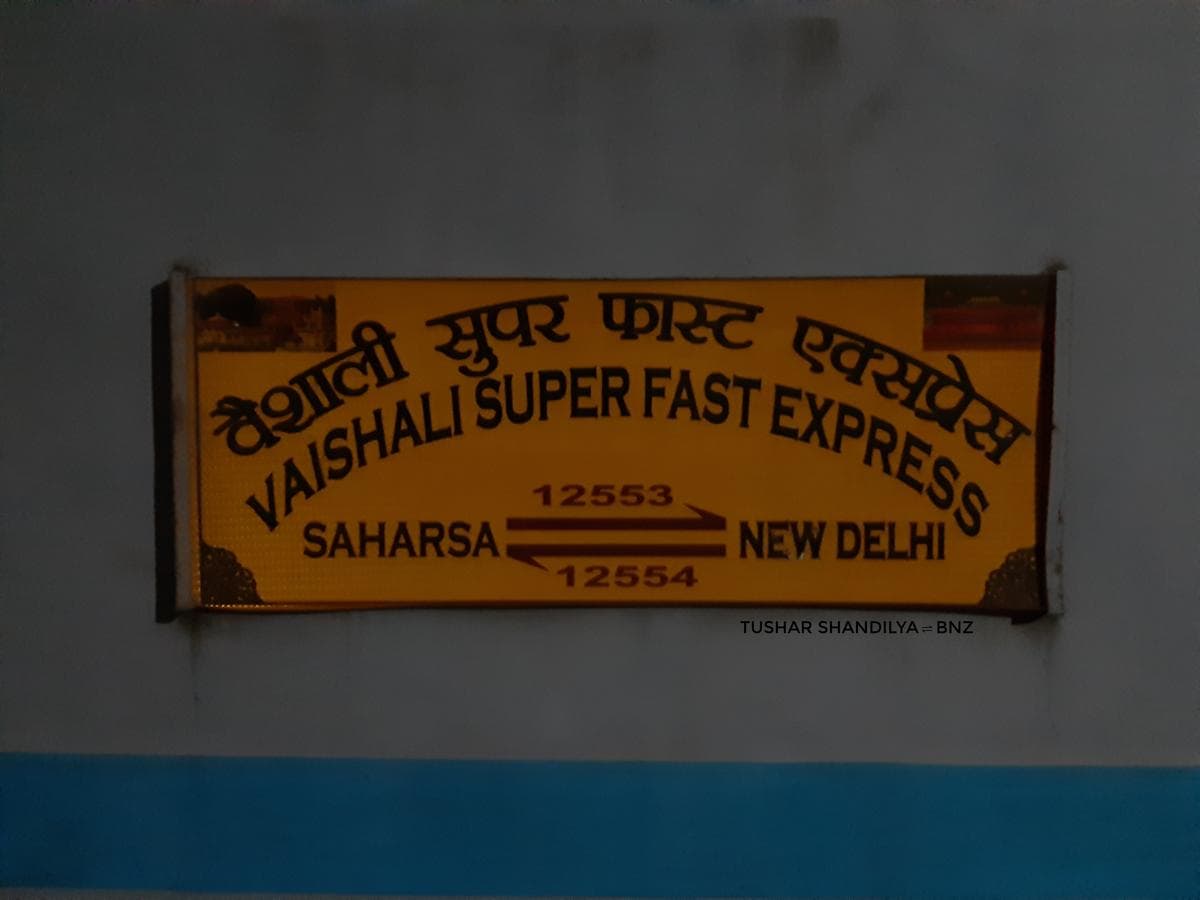 वैशाली सुपर फास्ट एक्सप्रेस
VAISHALI SUPER FAST EXPRESS
12553
SAHARSA NEW DELHI
12554
TUSHAR SHANDILYA ⇌ BNZ